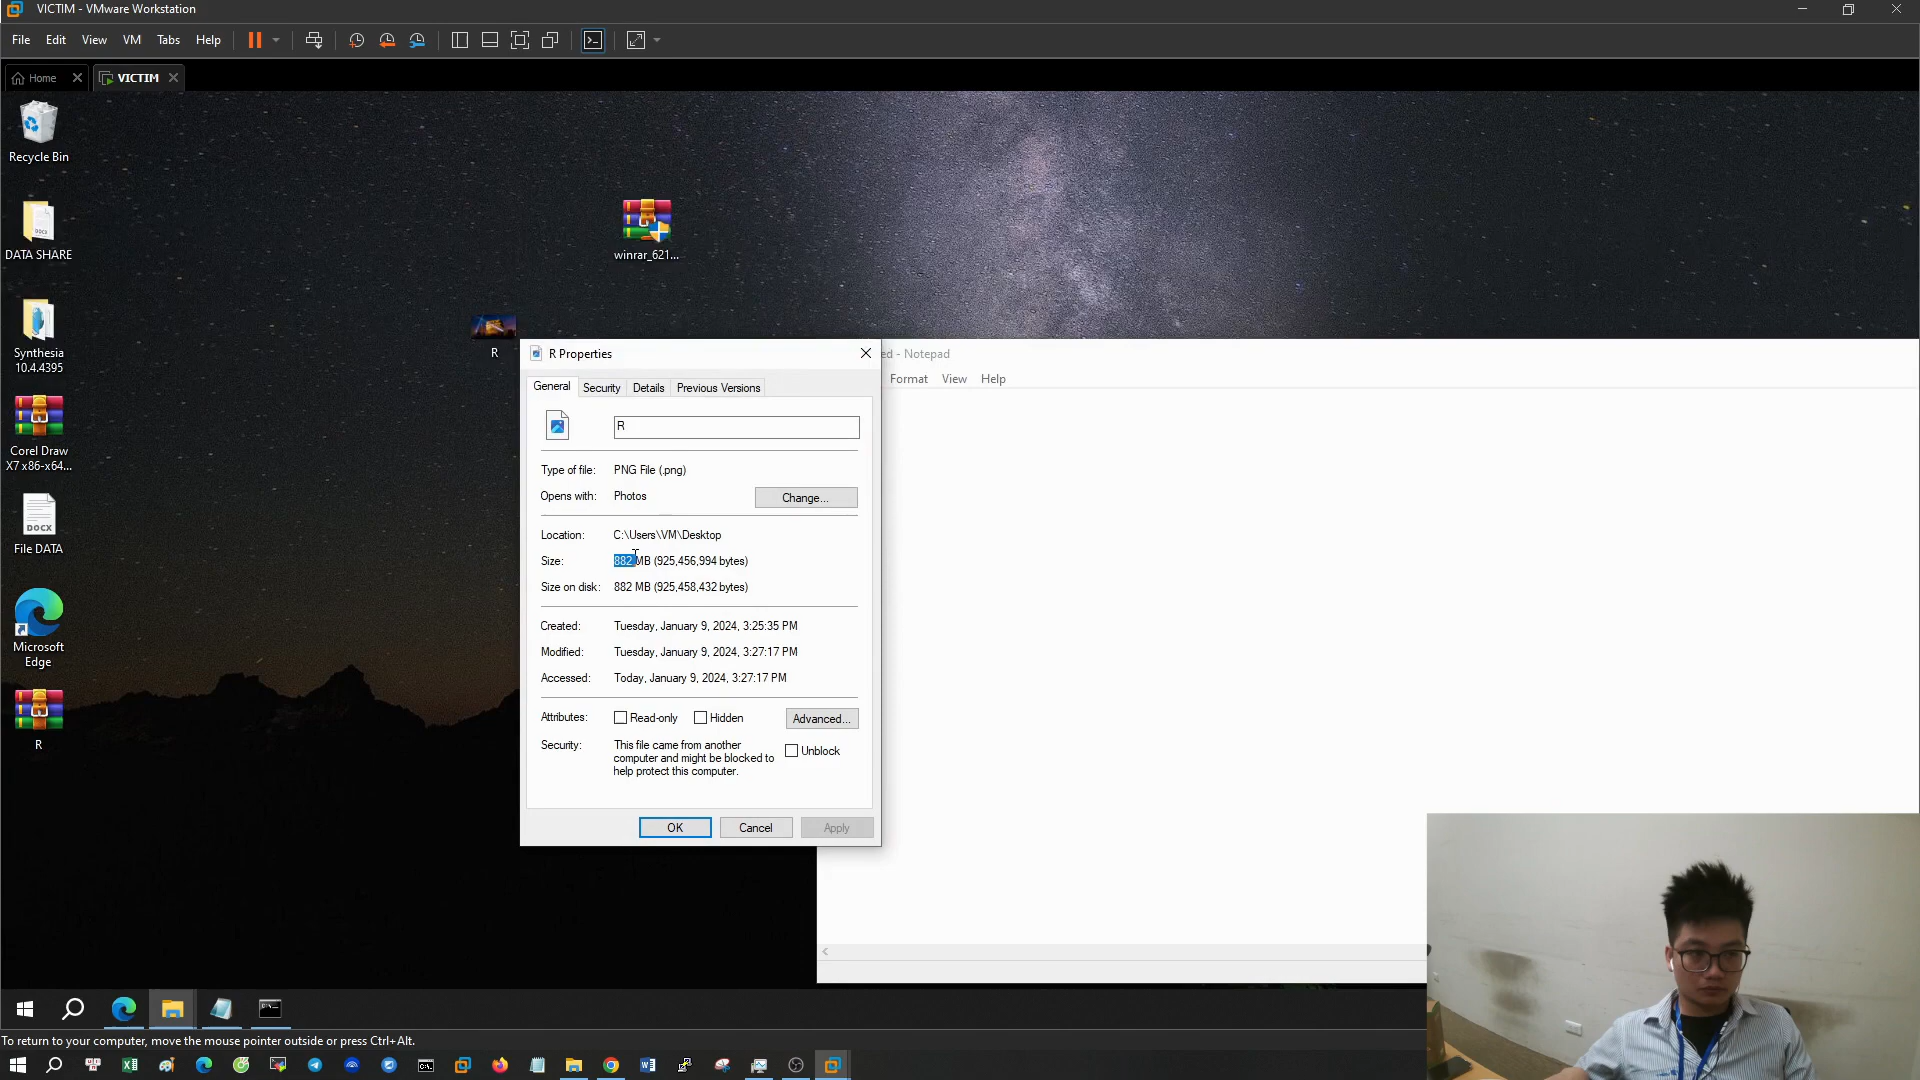 VICTIM - VMware Workstation
File Edit View VM Tabs Help
Home VICTIM
Recycle Bin
DATA SHARE
Synthesia
10.4.4395
Corel Draw
X7 x86-x64...
File DATA
Microsoft
Edge
R
winrar_621...
R
R Properties
General Security Details Previous Versions
R
Type of file: PNG File (.png)
Opens with: Photos Change...
Location: C:\Users\VM\Desktop
Size: 882 MB (925,456,994 bytes)
Size on disk: 882 MB (925,458,432 bytes)
Created: Tuesday, January 9, 2024, 3:25:35 PM
Modified: Tuesday, January 9, 2024, 3:27:17 PM
Accessed: Today, January 9, 2024, 3:27:17 PM
Attributes: Read-only Hidden Advanced...
Security: This file came from another
computer and might be blocked to
help protect this computer.
Unblock
OK Cancel Apply
ed - Notepad
Format View Help
To return to your computer, move the mouse pointer outside or press Ctrl+Alt.